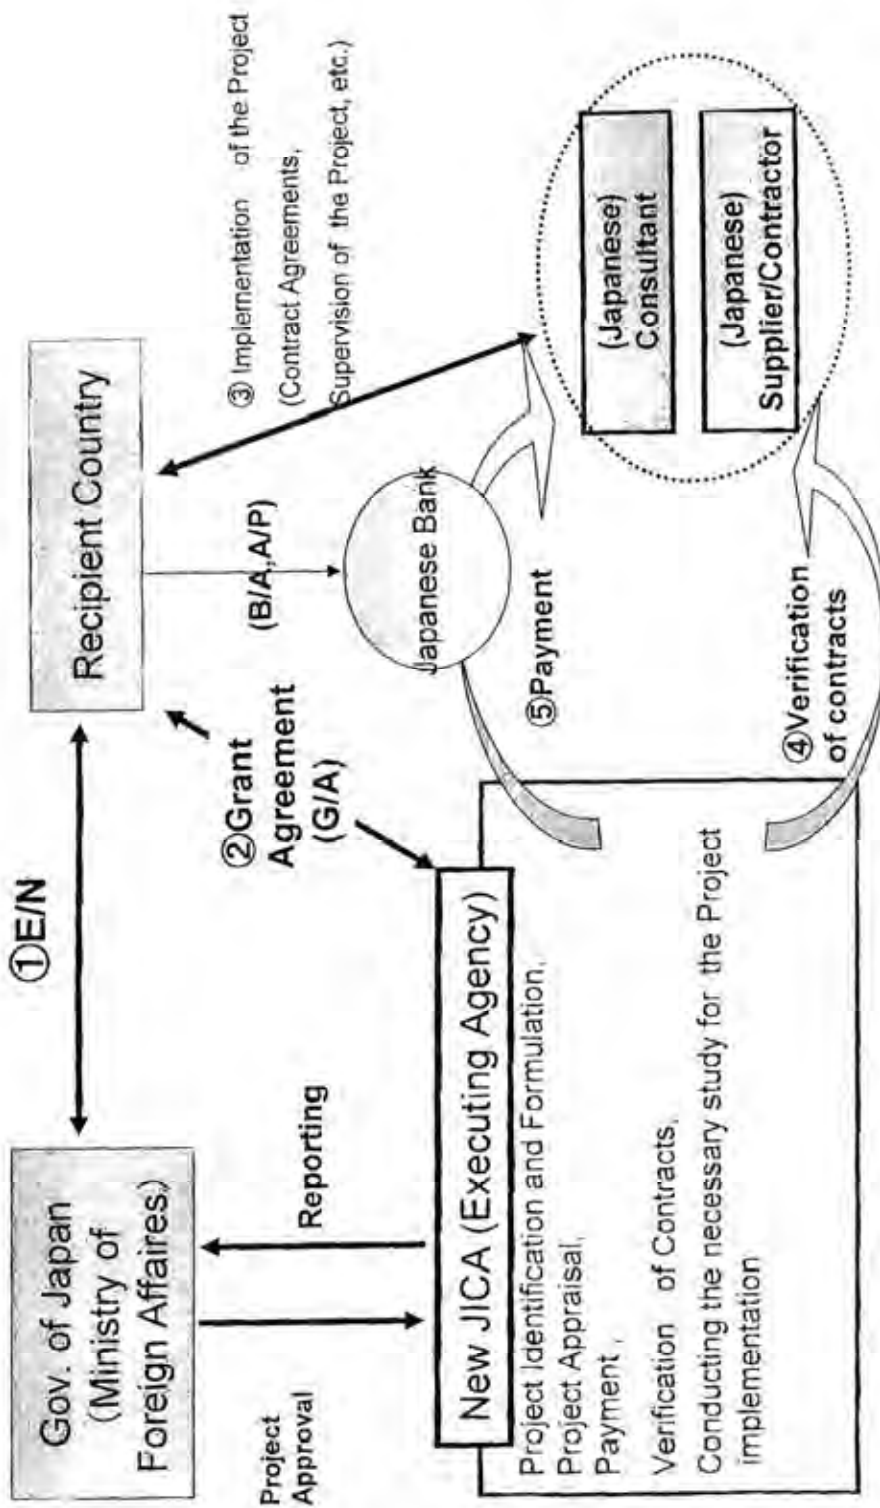 Gov. of Japan
(Ministry of
Foreign Affaires)
①E/N
Recipient Country
Project
Approval
Reporting
②Grant
Agreement
(G/A)
(B/A,A/P)
③ Implementation of the Project
(Contract Agreements,
Supervision of the Project, etc.)
New JICA (Executing Agency)
Project Identification and Formulation,
Project Appraisal,
Payment,
Verification of Contracts,
Conducting the necessary study for the Project
implementation
Japanese Bank
⑤Payment
④Verification
of contracts
(Japanese)
Consultant
(Japanese)
Supplier/Contractor